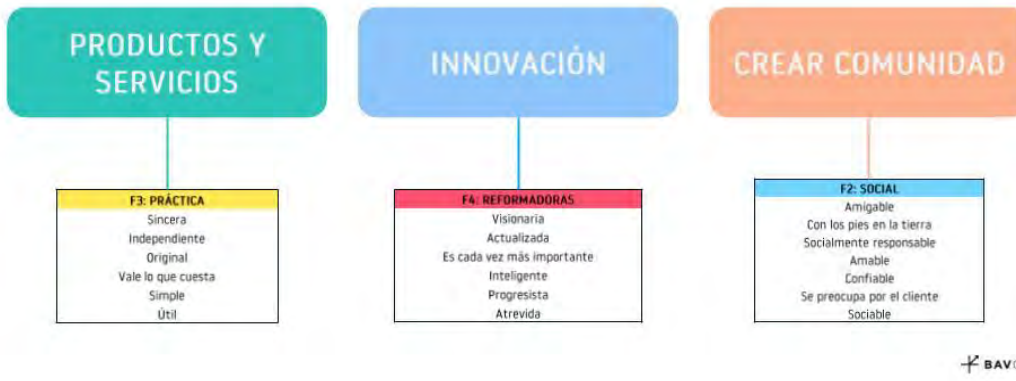 PRODUCTOS Y
SERVICIOS
INNOVACIÓN
CREAR COMUNIDAD
F3: PRÁCTICA
Sincera
Independiente
Original
Vale lo que cuesta
Simple
Útil
F4: REFORMADORAS
Visionaria
Actualizada
Es cada vez más importante
Inteligente
Progresista
Atrevida
F2: SOCIAL
Amigable
Con los pies en la tierra
Socialmente responsable
Amable
Confiable
Se preocupa por el cliente
Sociable
BAV